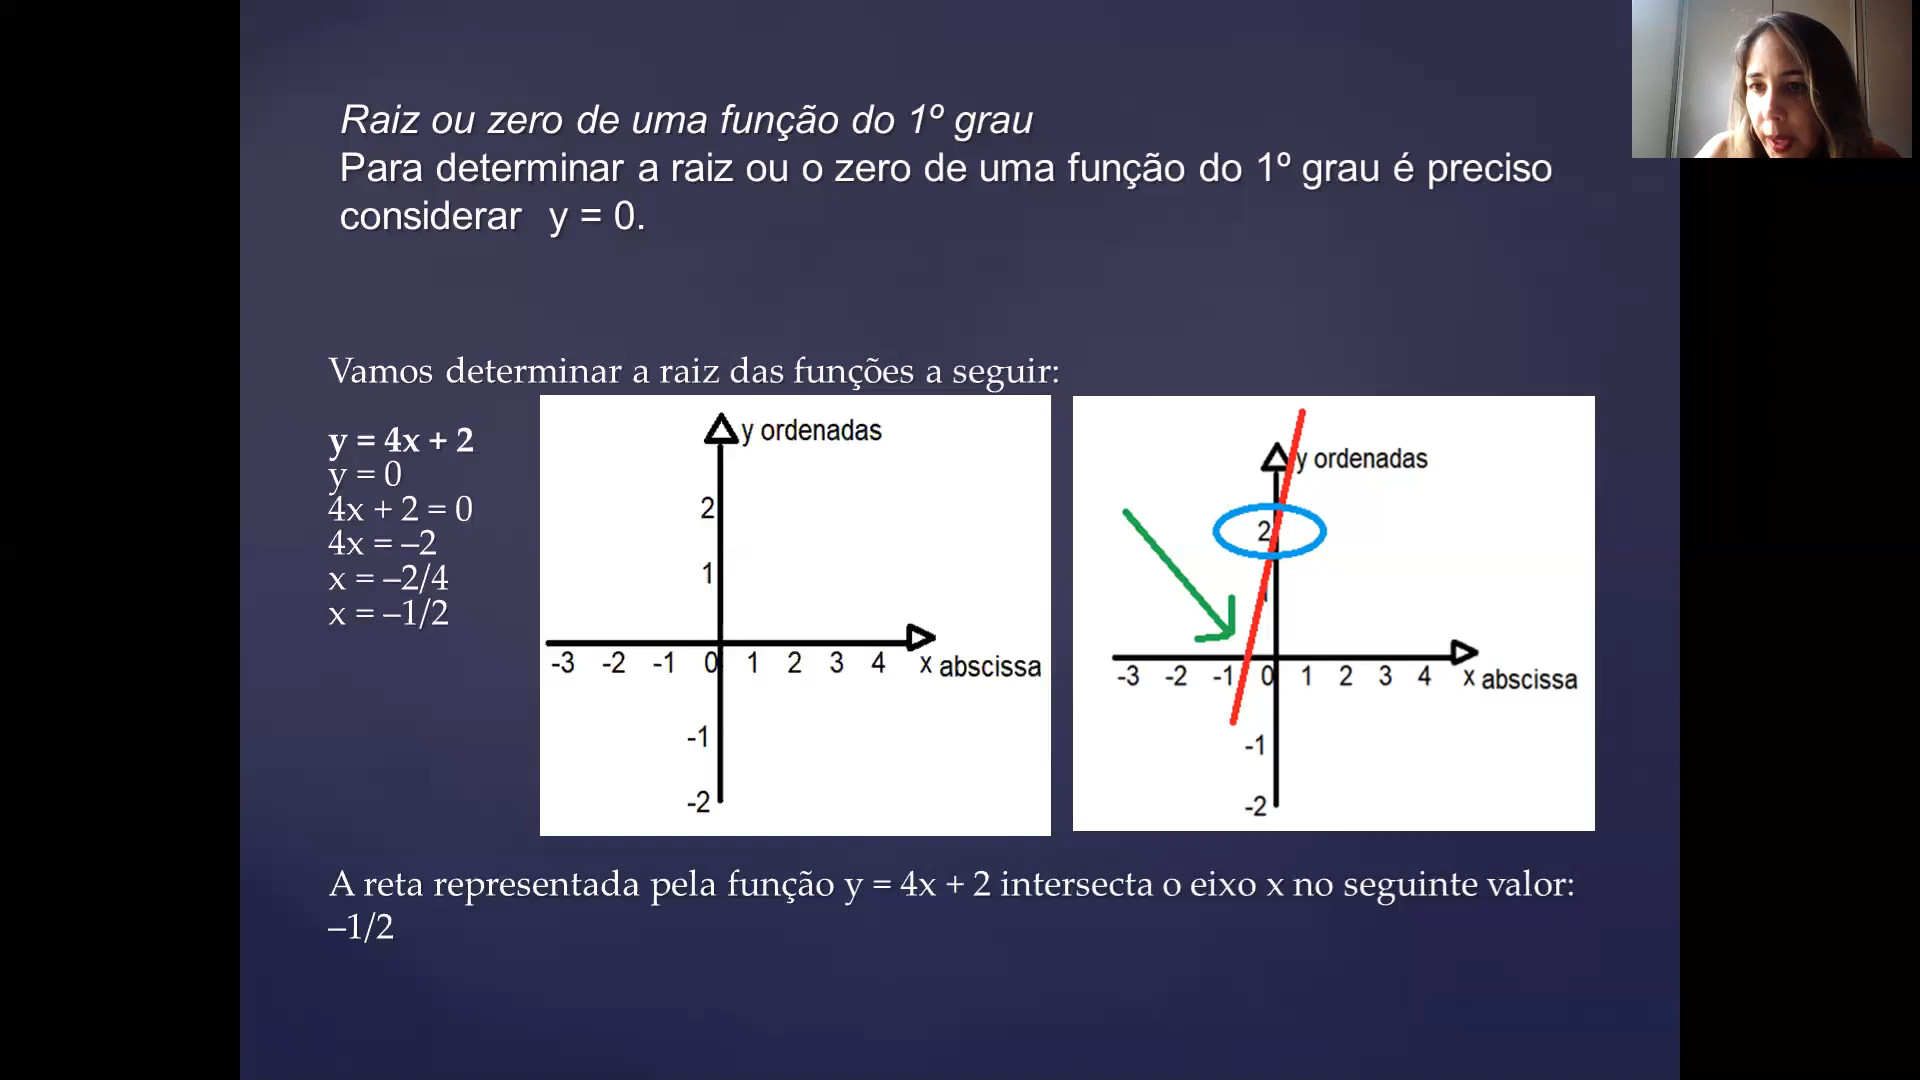 Raiz ou zero de uma função do 1º grau
Para determinar a raiz ou o zero de uma função do 1º grau é preciso
considerar y = 0.
Vamos determinar a raiz das funções a seguir:
y = 4x + 2
y = 0
4x + 2 = 0
4x = –2
x = –2/4
x = –1/2
y ordenadas
2
1
-3 -2 -1 0 1 2 3 4 x abscissa
-1
-2
y ordenadas
2
1
-3 -2 -1 0 1 2 3 4 x abscissa
-1
-2
A reta representada pela função y = 4x + 2 intersecta o eixo x no seguinte valor:
–1/2